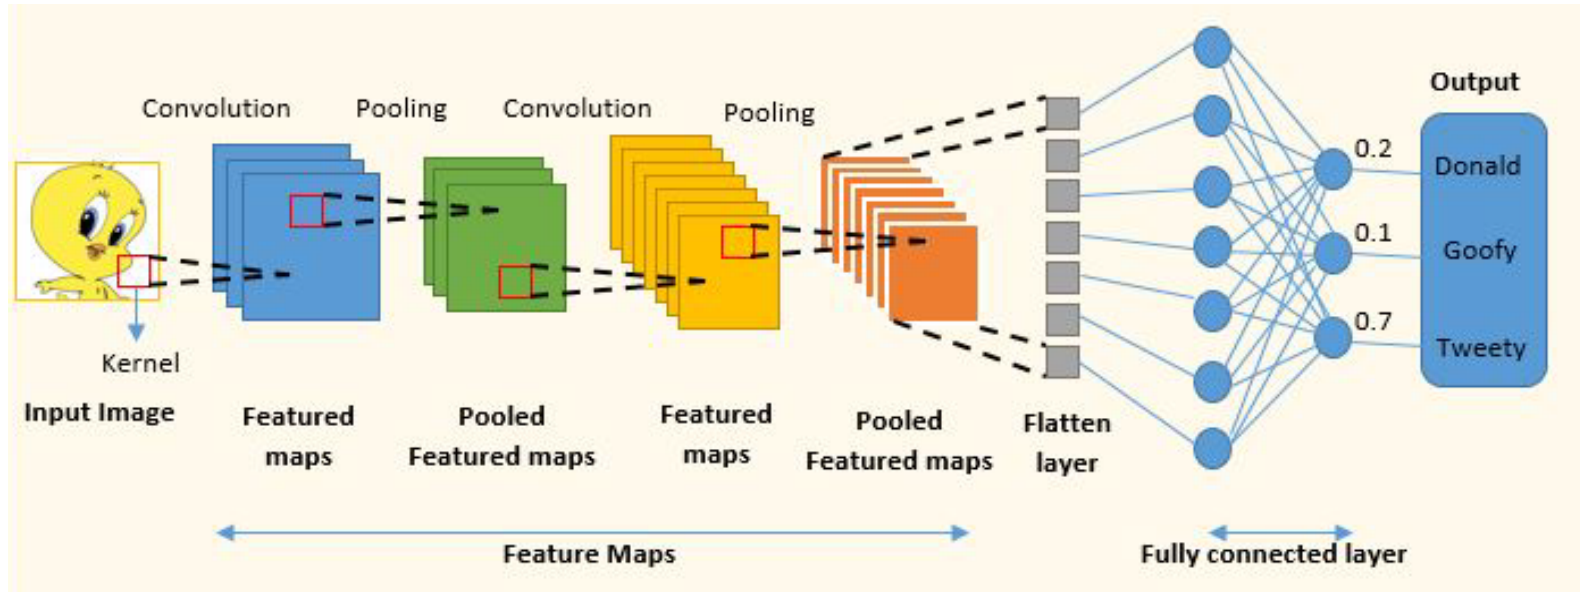 Convolution
Pooling
Convolution
Pooling
Output
0.2
Donald
0.1
Goofy
0.7
Tweety
Kernel
Input Image
Featured
maps
Pooled
Featured maps
Featured
maps
Pooled
Featured maps
Flatten
layer
Feature Maps
Fully connected layer